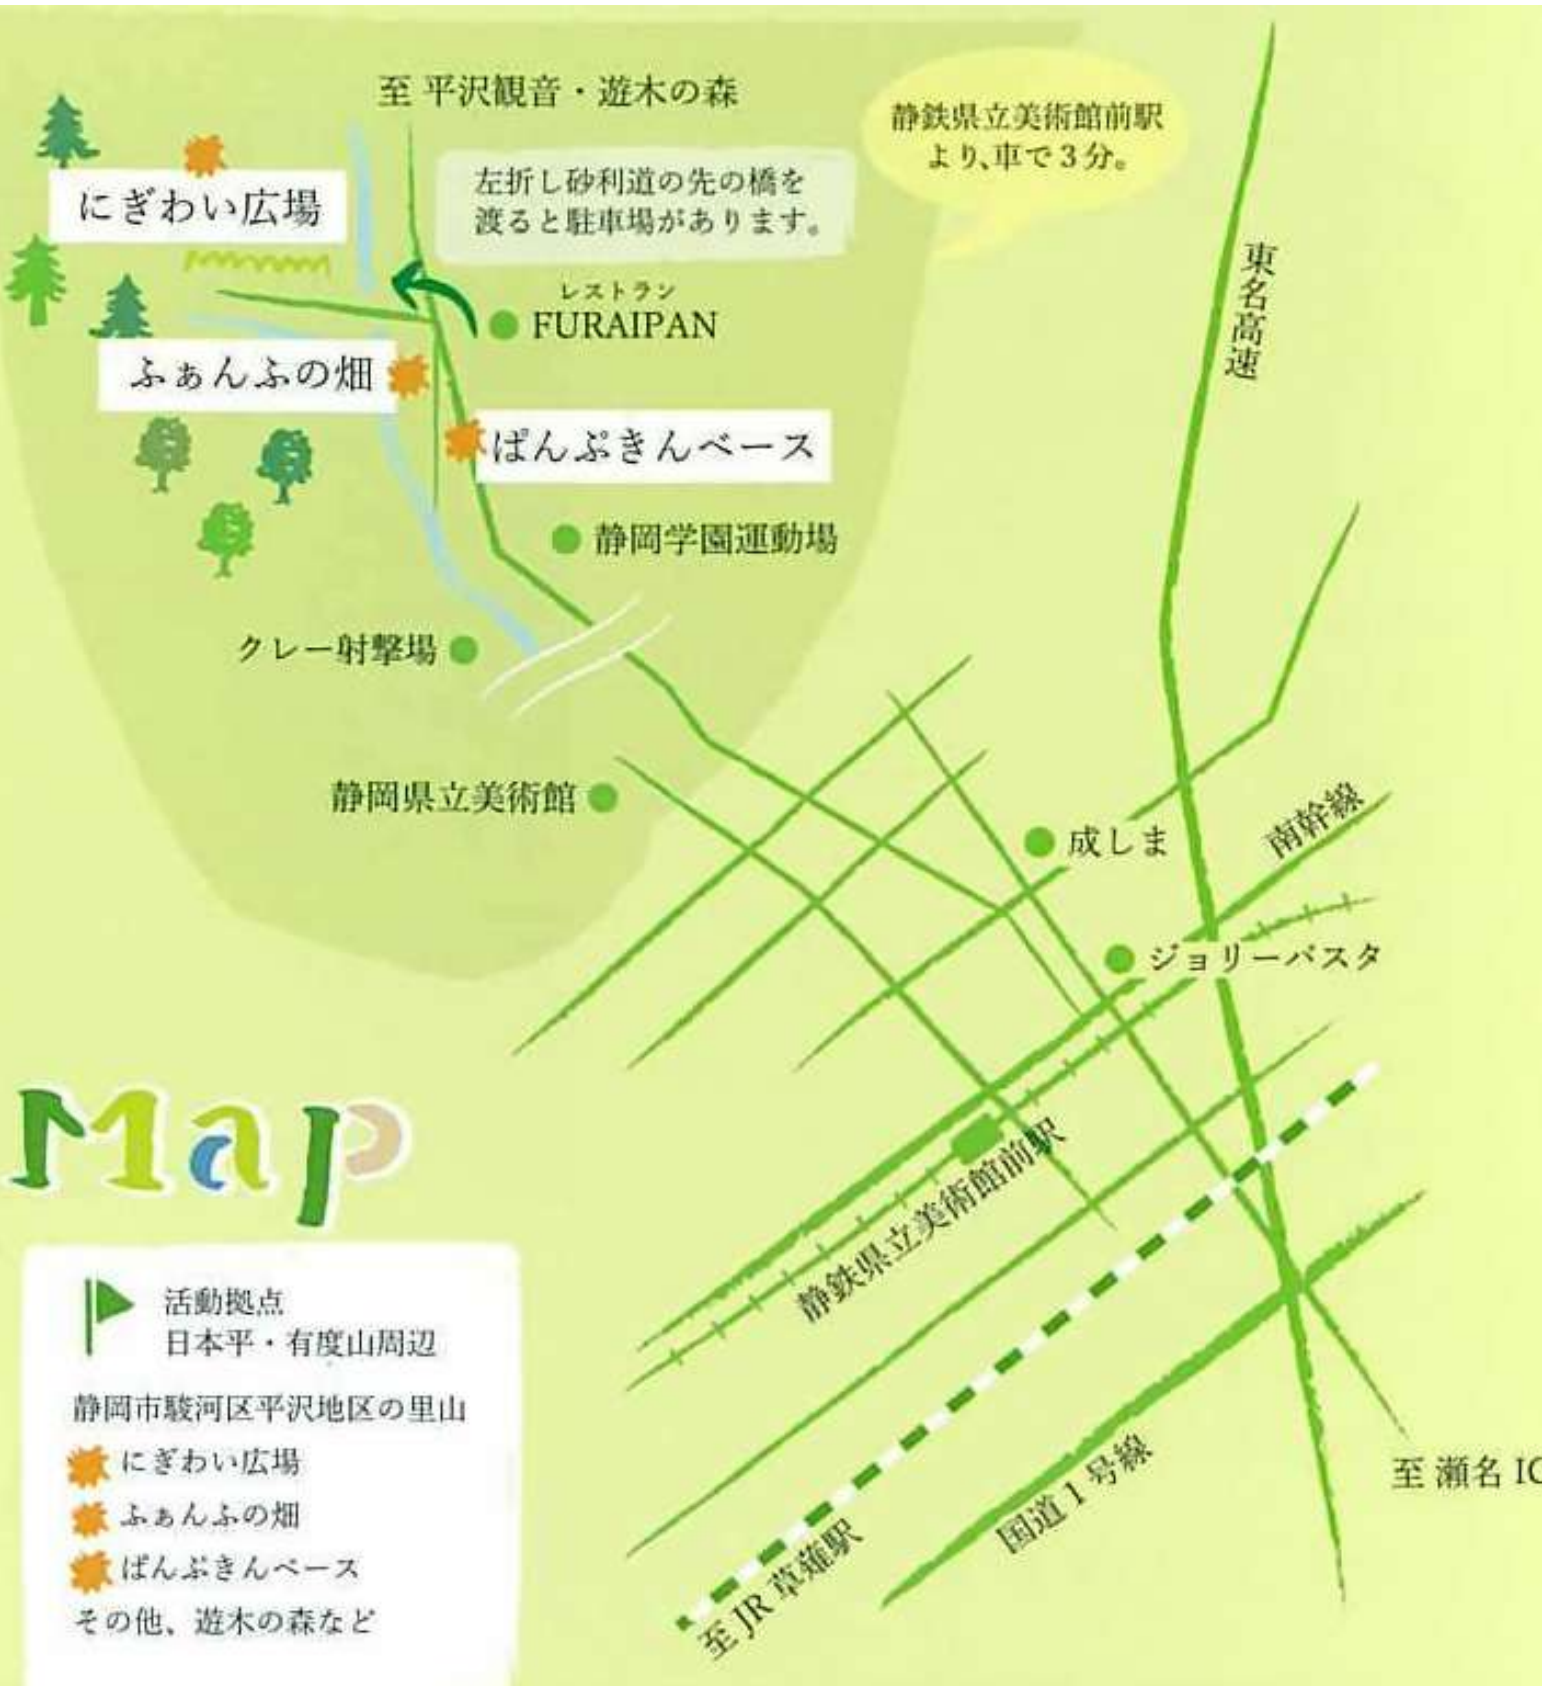 至 平沢観音・遊木の森
静鉄県立美術館前駅
より、車で3分。
にぎわい広場
左折し砂利道の先の橋を
渡ると駐車場があります。
レストラン
FURAIPAN
東名高速
ふぁんふの畑
ぱんぷきんベース
静岡学園運動場
クレー射撃場
静岡県立美術館
成しま
南幹線
ジョリーパスタ
静鉄県立美術館前駅
Map
活動拠点
日本平・有度山周辺
静岡市駿河区平沢地区の里山
にぎわい広場
ふぁんふの畑
ぱんぷきんベース
その他、遊木の森など
国道1号線
至 瀬名 IC
至 JR 草薙駅